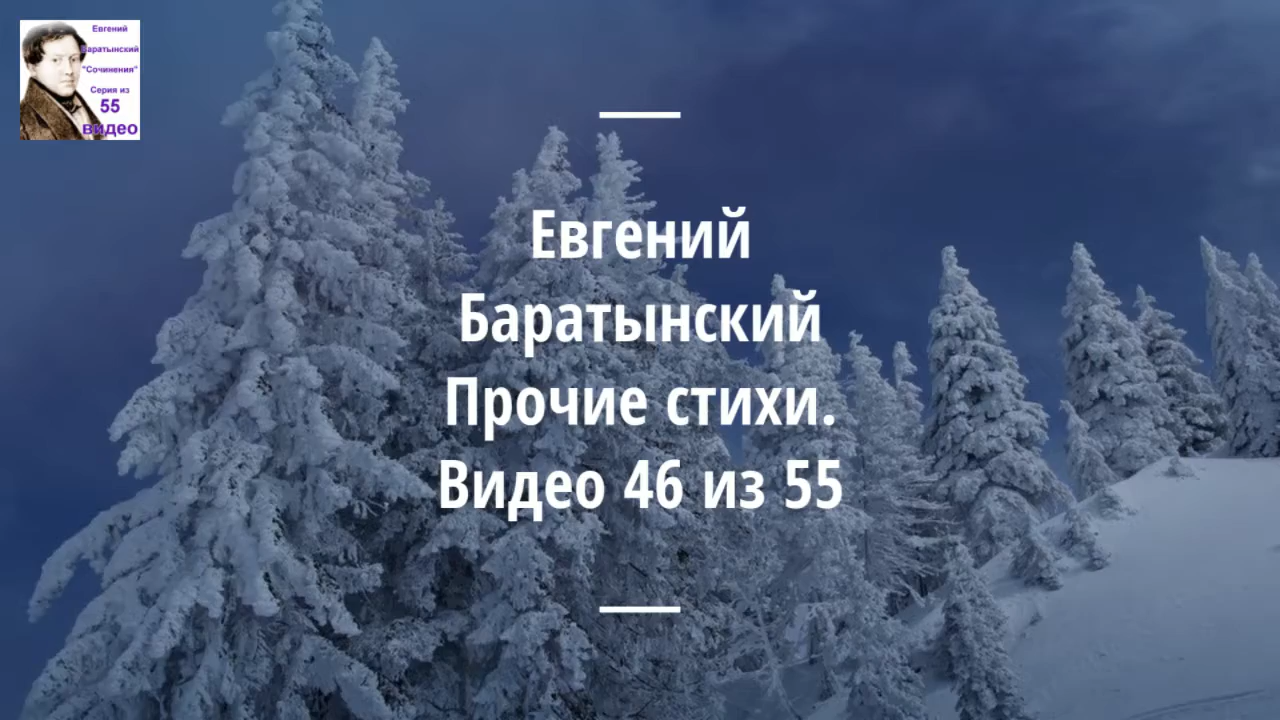 Евгений
Баратынский
"Сочинения"
Серия из
55
видео
Евгений
Баратынский
Прочие стихи.
Видео 46 из 55